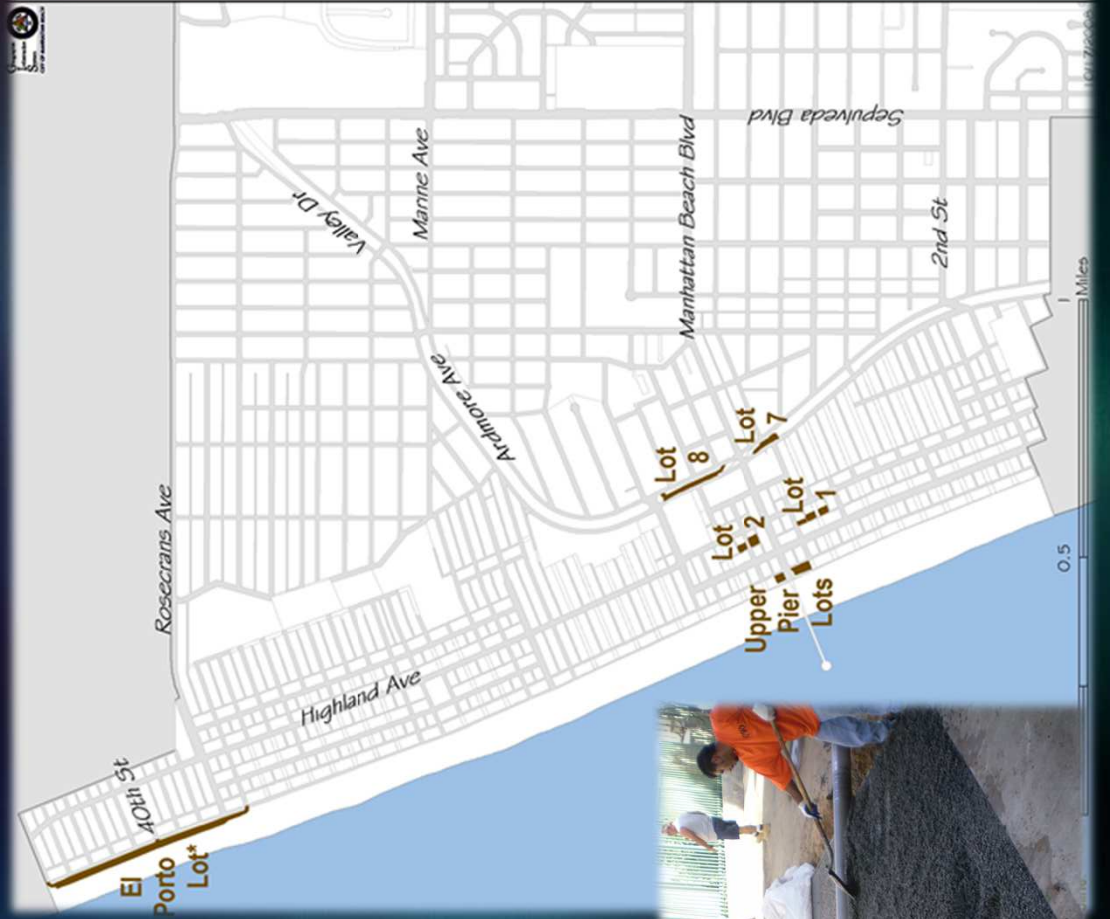 El
Porto
Lot*
40th St
Rosecrans Ave
Highland Ave
Valley Dr
Marine Ave
Ardmore Ave
Sepulveda Blvd
Manhattan Beach Blvd
2nd St
Lot
8
Lot
7
Lot
2
Lot
1
Upper
Pier
Lots
0.5
1
Miles